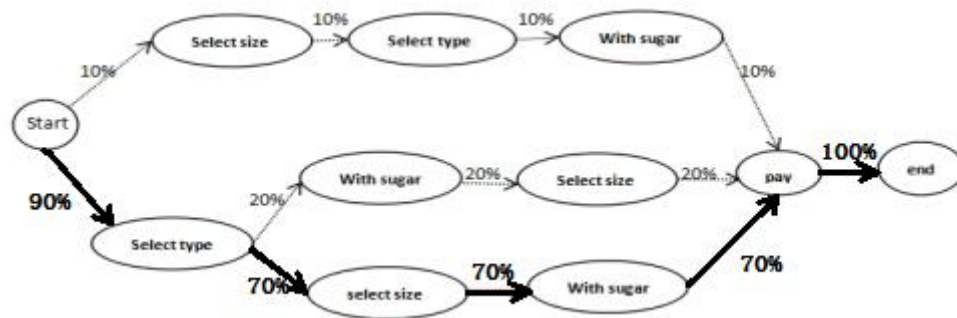 10%
10%
Select size
Select type
With sugar
10%
10%
Start
100%
With sugar
20%
Select size
20%
pay
end
90%
20%
Select type
70%
70%
70%
select size
With sugar